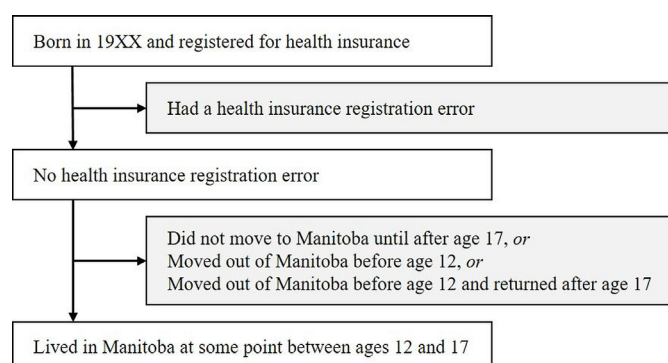 Born in 19XX and registered for health insurance
Had a health insurance registration error
No health insurance registration error
Did not move to Manitoba until after age 17, or
Moved out of Manitoba before age 12, or
Moved out of Manitoba before age 12 and returned after age 17
Lived in Manitoba at some point between ages 12 and 17